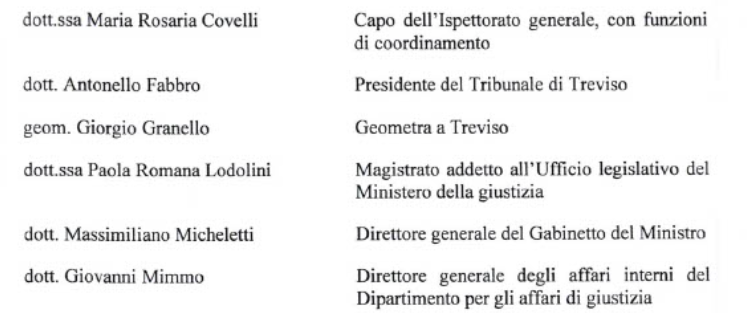 dott.ssa Maria Rosaria Covelli Capo dell'Ispettorato generale, con funzioni
di coordinamento
dott. Antonello Fabbro Presidente del Tribunale di Treviso
geom. Giorgio Granello Geometra a Treviso
dott.ssa Paola Romana Lodolini Magistrato addetto all'Ufficio legislativo del
Ministero della giustizia
dott. Massimiliano Micheletti Direttore generale del Gabinetto del Ministro
dott. Giovanni Mimmo Direttore generale degli affari interni del
Dipartimento per gli affari di giustizia